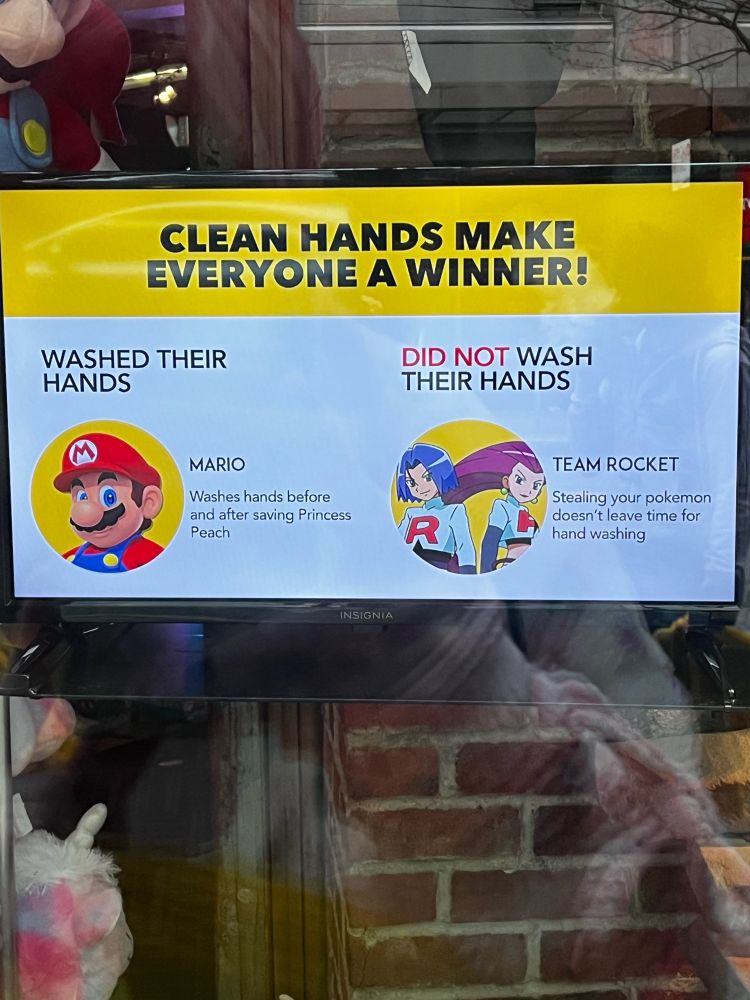 CLEAN HANDS MAKE
EVERYONE A WINNER!
WASHED THEIR
HANDS
M
MARIO
Washes hands before
and after saving Princess
Peach
DID NOT WASH
THEIR HANDS
R
R
TEAM ROCKET
Stealing your pokemon
doesn't leave time for
hand washing
INSIGNIA